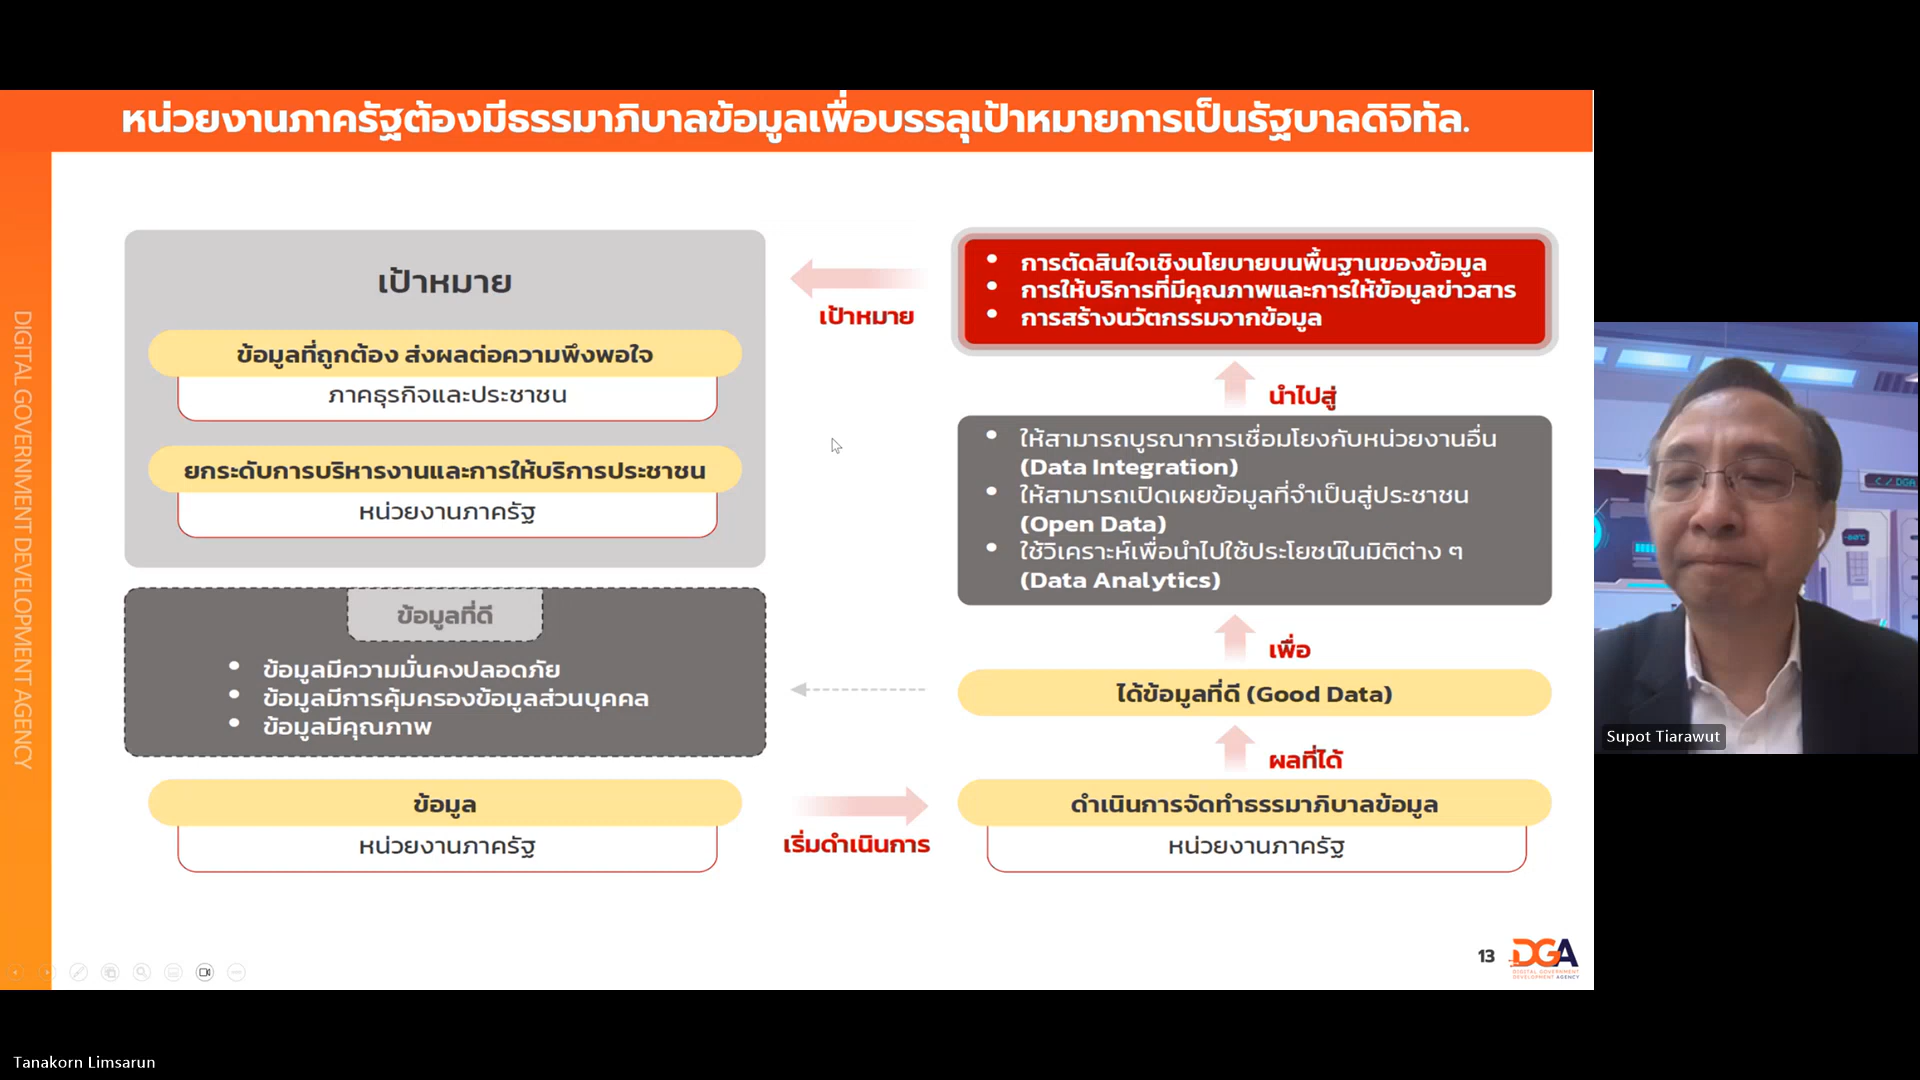 หน่วยงานภาครัฐต้องมีธรรมาภิบาลข้อมูลเพื่อบรรลุเป้าหมายการเป็นรัฐบาลดิจิทัล.
DIGITAL GOVERNMENT DEVELOPMENT AGENCY
เป้าหมาย
ข้อมูลที่ถูกต้อง ส่งผลต่อความพึงพอใจ
ภาคธุรกิจและประชาชน
ยกระดับการบริหารงานและการให้บริการประชาชน
หน่วยงานภาครัฐ
เป้าหมาย
• การตัดสินใจเชิงนโยบายบนพื้นฐานของข้อมูล
• การให้บริการที่มีคุณภาพและการให้ข้อมูลข่าวสาร
• การสร้างนวัตกรรมจากข้อมูล
นำไปสู่
• ให้สามารถบูรณาการเชื่อมโยงกับหน่วยงานอื่น
(Data Integration)
• ให้สามารถเปิดเผยข้อมูลที่จำเป็นสู่ประชาชน
(Open Data)
• ใช้วิเคราะห์เพื่อนำไปใช้ประโยชน์ในมิติต่าง ๆ
(Data Analytics)
ข้อมูลที่ดี
• ข้อมูลมีความมั่นคงปลอดภัย
• ข้อมูลมีการคุ้มครองข้อมูลส่วนบุคคล
• ข้อมูลมีคุณภาพ
เพื่อ
ได้ข้อมูลที่ดี (Good Data)
ผลที่ได้
ข้อมูล
หน่วยงานภาครัฐ
เริ่มดำเนินการ
ดำเนินการจัดทำธรรมาภิบาลข้อมูล
หน่วยงานภาครัฐ
13
DGA
DIGITAL GOVERNMENT
DEVELOPMENT AGENCY
Supot Tiarawut
Tanakorn Limsarun